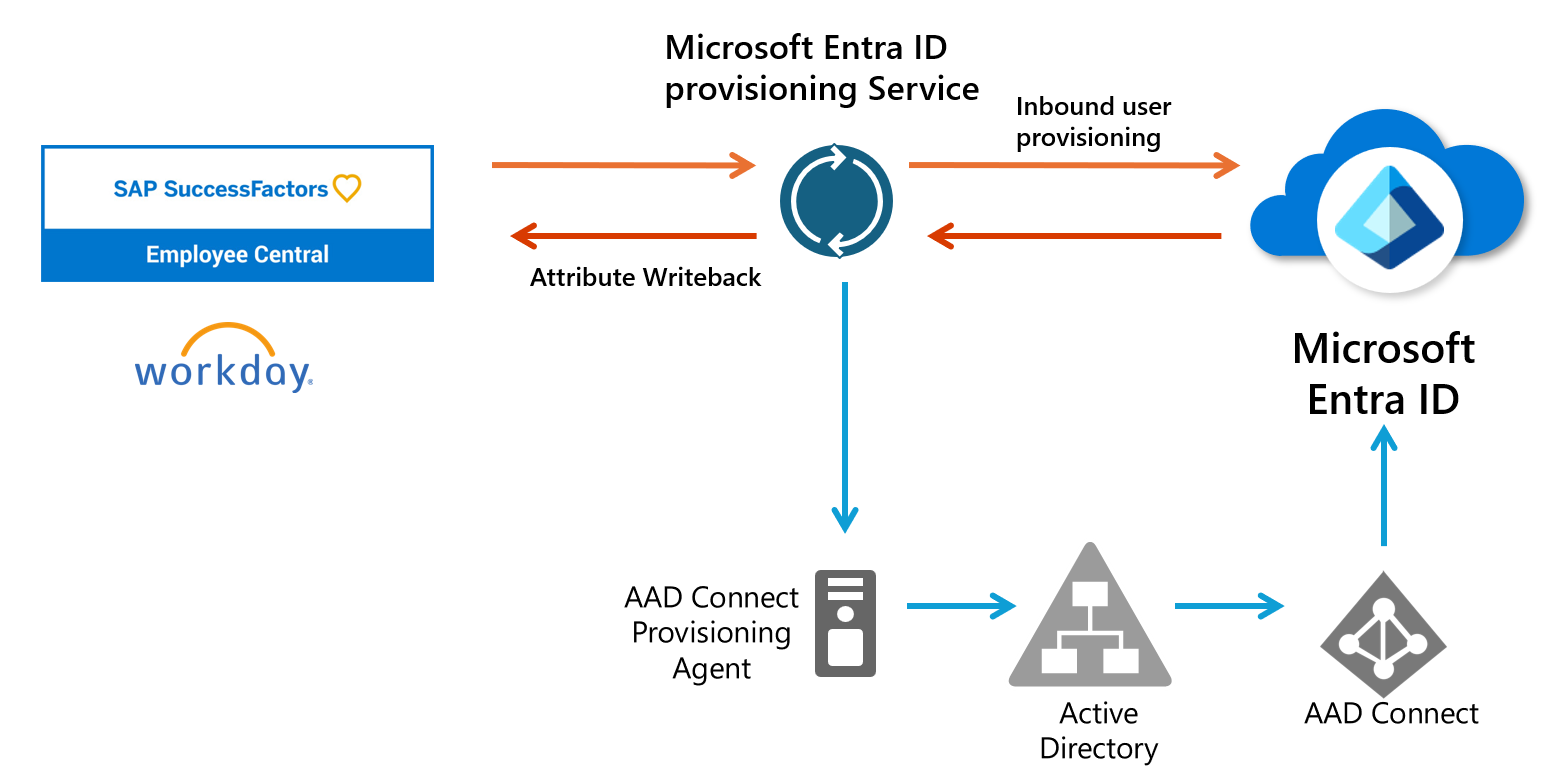 Microsoft Entra ID
provisioning Service
Inbound user
provisioning
SAP SuccessFactors
Employee Central
Attribute Writeback
workday®
Microsoft
Entra ID
AAD Connect
Provisioning
Agent
Active
Directory
AAD Connect